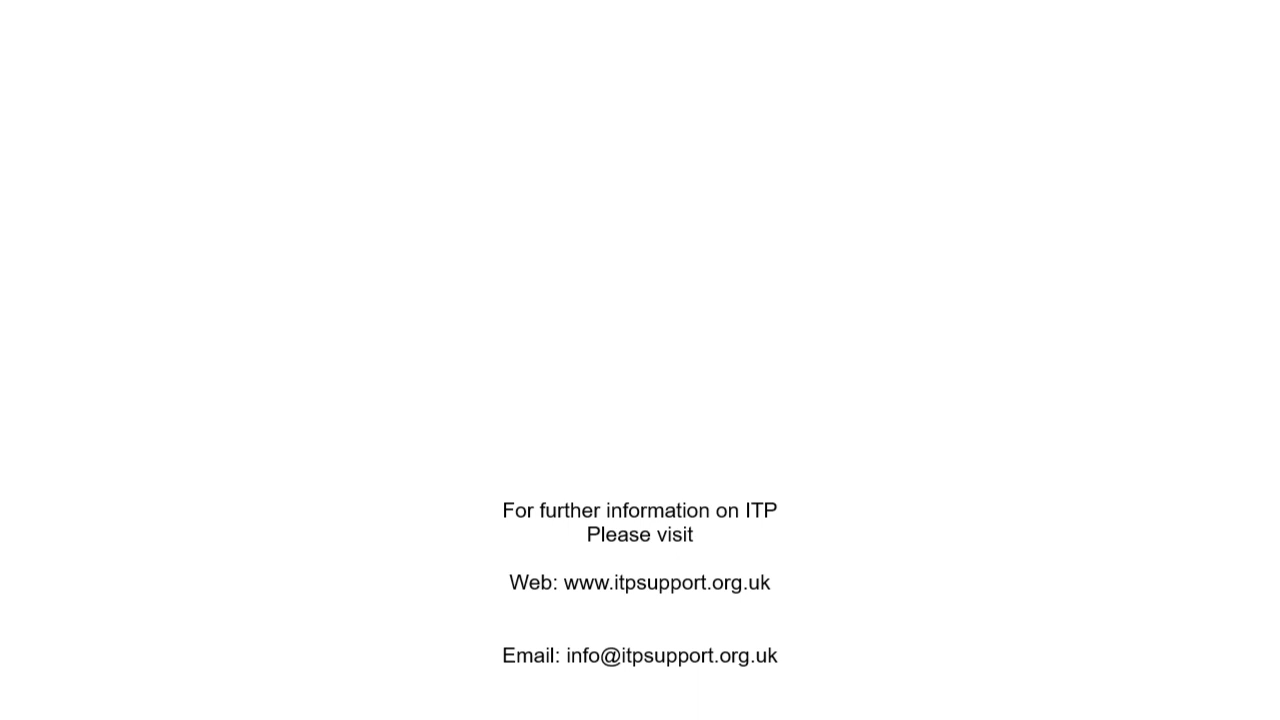 For further information on ITP
Please visit
Web: www.itpsupport.org.uk
Email: info@itpsupport.org.uk